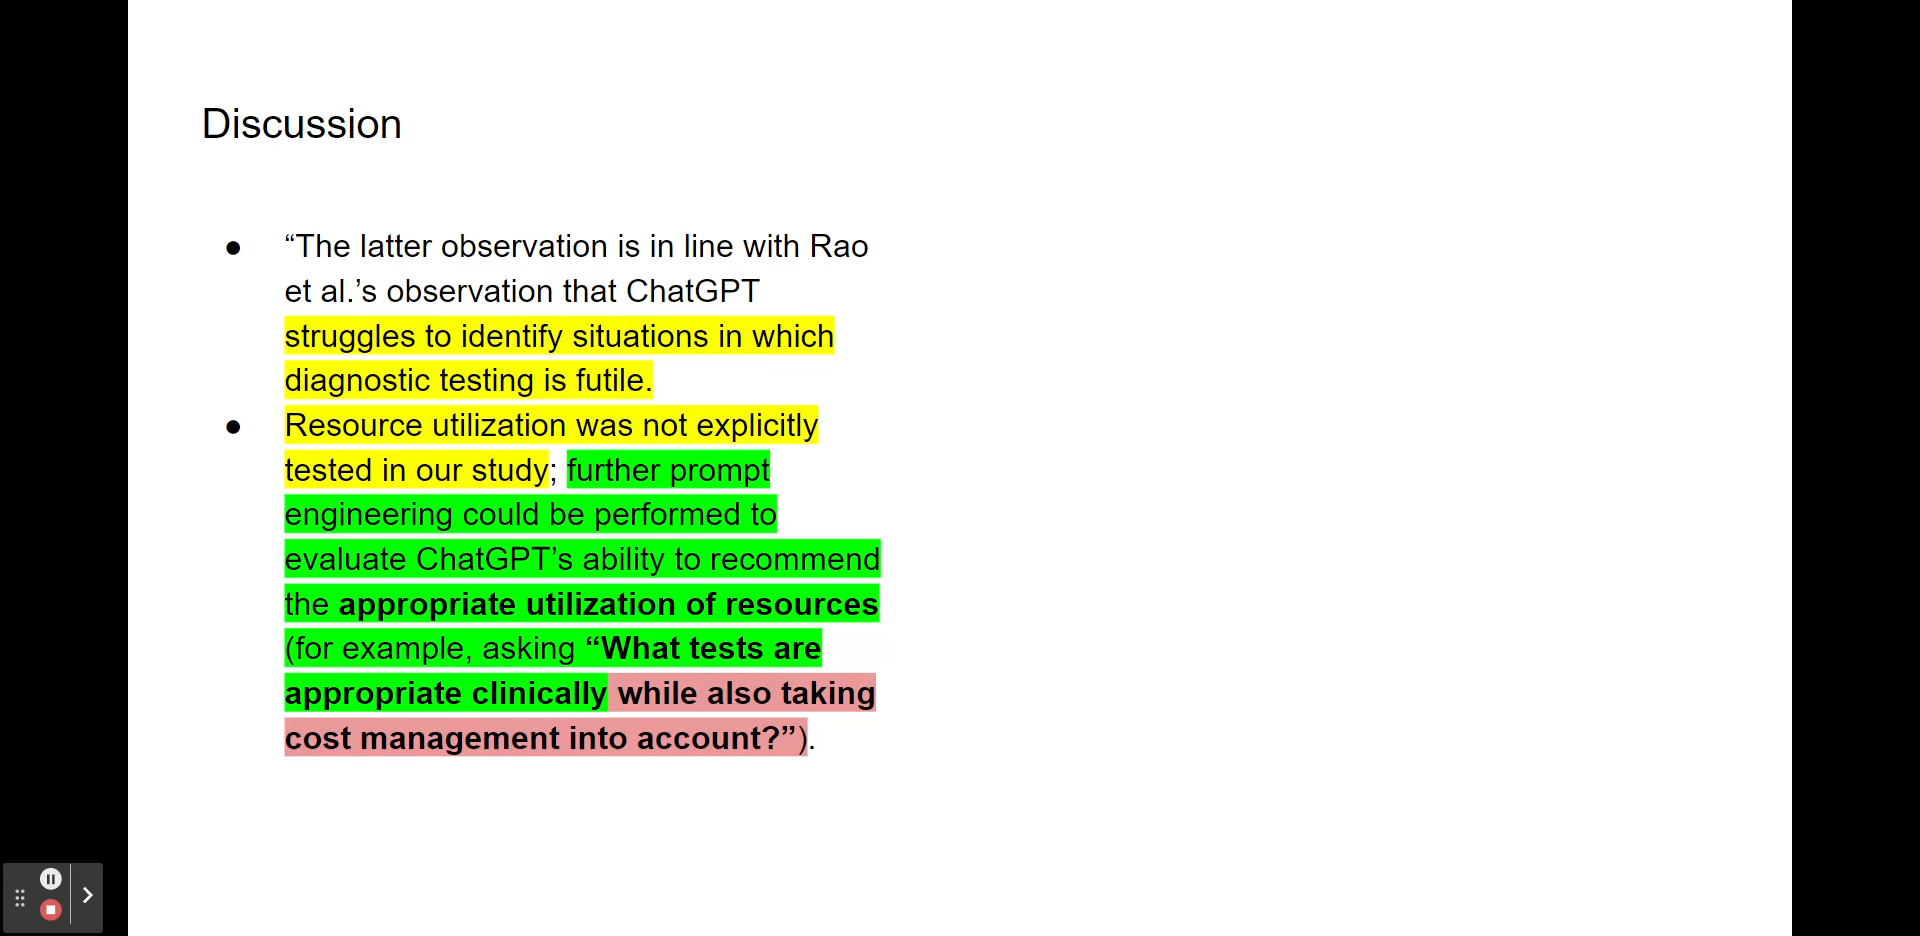 Discussion
● “The latter observation is in line with Rao
et al.’s observation that ChatGPT
struggles to identify situations in which
diagnostic testing is futile.
● Resource utilization was not explicitly
tested in our study; further prompt
engineering could be performed to
evaluate ChatGPT’s ability to recommend
the appropriate utilization of resources
(for example, asking “What tests are
appropriate clinically while also taking
cost management into account?”).